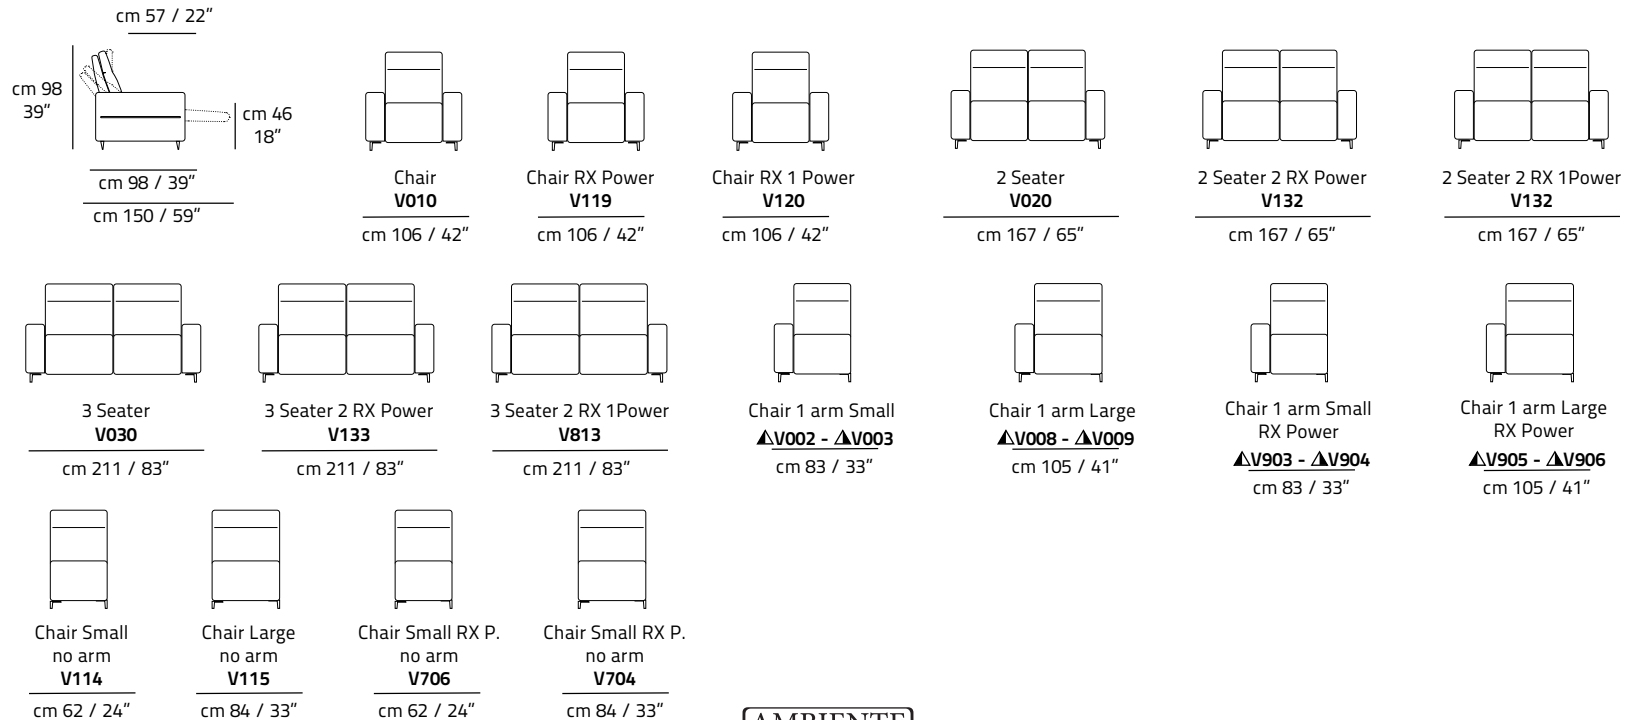 cm 57 / 22"
cm 98
39"
cm 46
18"
cm 98 / 39"
cm 150 / 59"
Chair
V010
cm 106 / 42"
Chair RX Power
V119
cm 106 / 42"
Chair RX 1 Power
V120
cm 106 / 42"
2 Seater
V020
cm 167 / 65"
2 Seater 2 RX Power
V132
cm 167 / 65"
2 Seater 2 RX 1Power
V132
cm 167 / 65"
3 Seater
V030
cm 211 / 83"
3 Seater 2 RX Power
V133
cm 211 / 83"
3 Seater 2 RX 1Power
V813
cm 211 / 83"
Chair 1 arm Small
V002 - V003
cm 83 / 33"
Chair 1 arm Large
V008 - V009
cm 105 / 41"
Chair 1 arm Small
RX Power
V903 - V904
cm 83 / 33"
Chair 1 arm Large
RX Power
V905 - V906
cm 105 / 41"
Chair Small
no arm
V114
cm 62 / 24"
Chair Large
no arm
V115
cm 84 / 33"
Chair Small RX P.
no arm
V706
cm 62 / 24"
Chair Small RX P.
no arm
V704
cm 84 / 33"
AMBIENTE